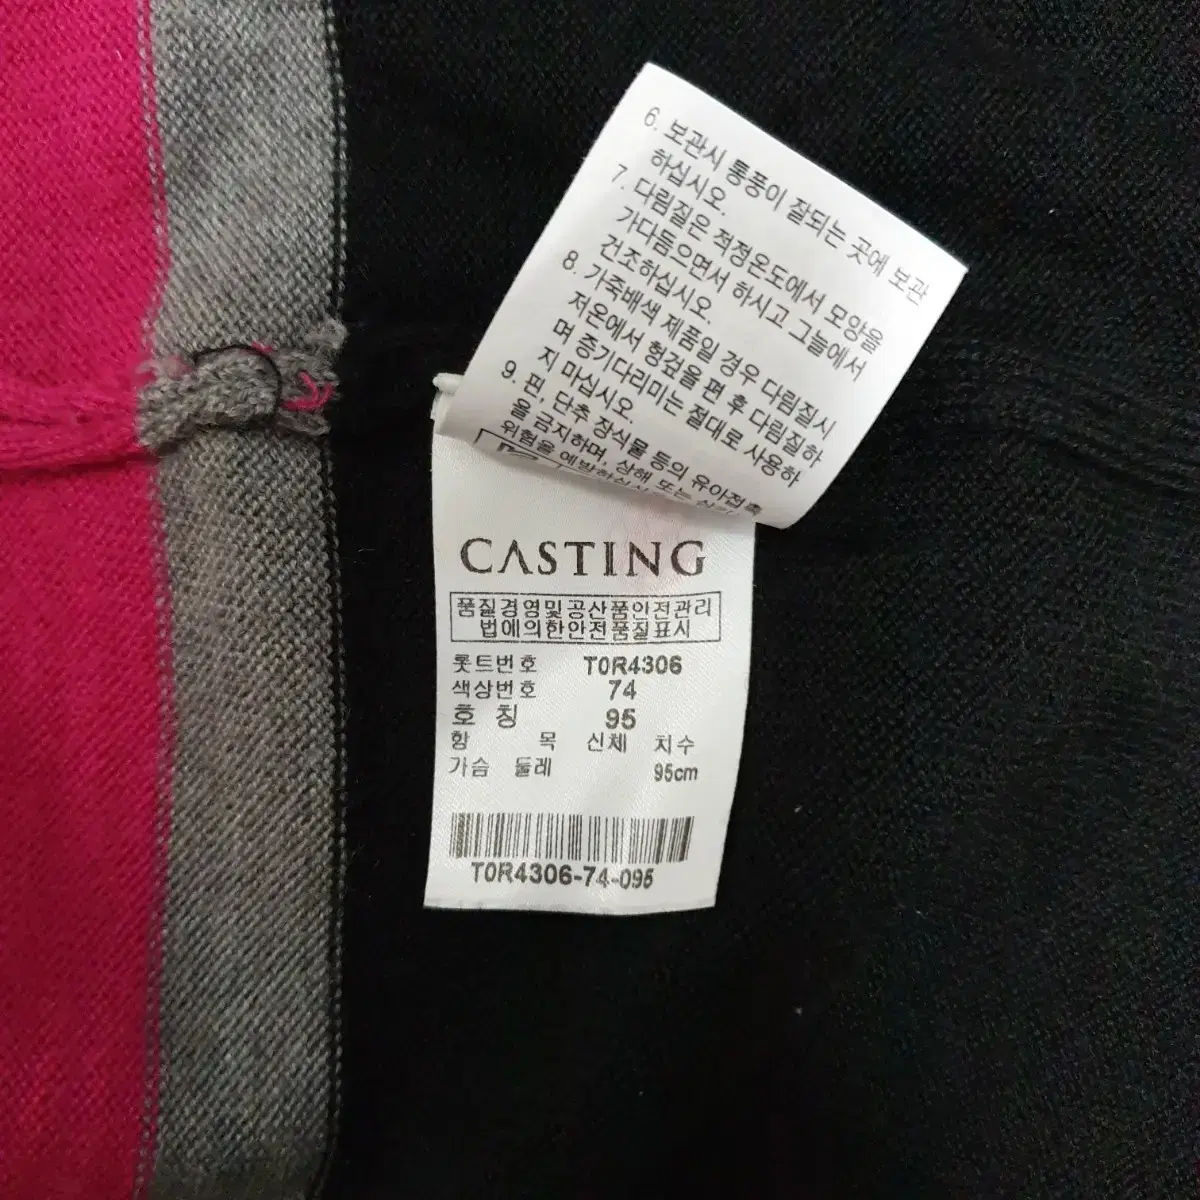 6. 보관시 통풍이 잘되는 곳에 보관
하십시오.
7. 다림질은 적정온도에서 모양을
가다듬으면서 하시고 그늘에서
건조하십시오.
8. 가죽배색 제품일 경우 다림질시
저온에서 헝겊을 편 후 다림질하
며 증기다리미는 절대로 사용하
지 마십시오.
9. 핀, 단추 장식물 등의 유아접촉
을 금지하며, 상해 또는
위험을 예방하십시
CASTING
품질경영및공산품안전관리
법에의한안전품질표시
롯트번호 T0R4306
색상번호 74
호 칭 95
항 목 신체 치수
가슴 둘레 95cm
T0R4306-74-095